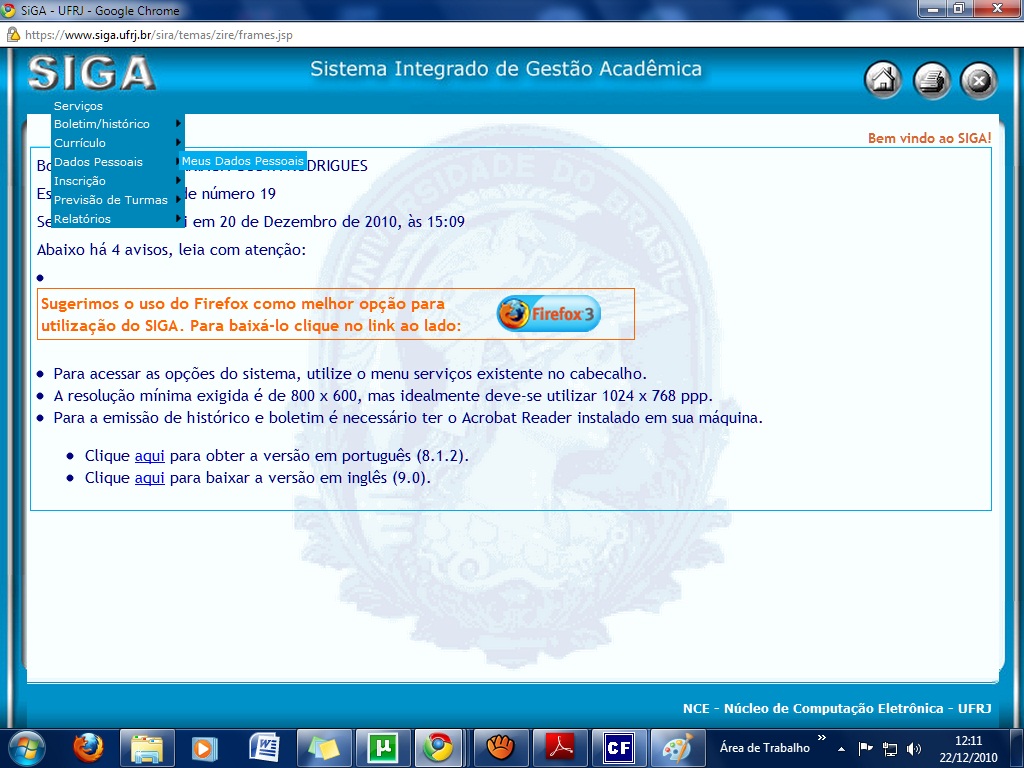 SiGA - UFRJ - Google Chrome
https://www.siga.ufrj.br/sira/temas/zire/frames.jsp
SIGA
Sistema Integrado de Gestão Acadêmica
Serviços
Boletim/histórico
Currículo
Dados Pessoais
Meus Dados Pessoais
Inscrição
Previsão de Turmas
Relatórios
Bem vindo ao SIGA!
RODRIGUES
de número 19
em 20 de Dezembro de 2010, às 15:09
Abaixo há 4 avisos, leia com atenção:
Sugerimos o uso do Firefox como melhor opção para
utilização do SIGA. Para baixá-lo clique no link ao lado:
Firefox 3
Para acessar as opções do sistema, utilize o menu serviços existente no cabecalho.
A resolução mínima exigida é de 800 x 600, mas idealmente deve-se utilizar 1024 x 768 ppp.
Para a emissão de histórico e boletim é necessário ter o Acrobat Reader instalado em sua máquina.
Clique aqui para obter a versão em português (8.1.2).
Clique aqui para baixar a versão em inglês (9.0).
UNIVERSIDADE DO BRASIL
NCE - Núcleo de Computação Eletrônica - UFRJ
CF
Área de Trabalho
12:11
22/12/2010